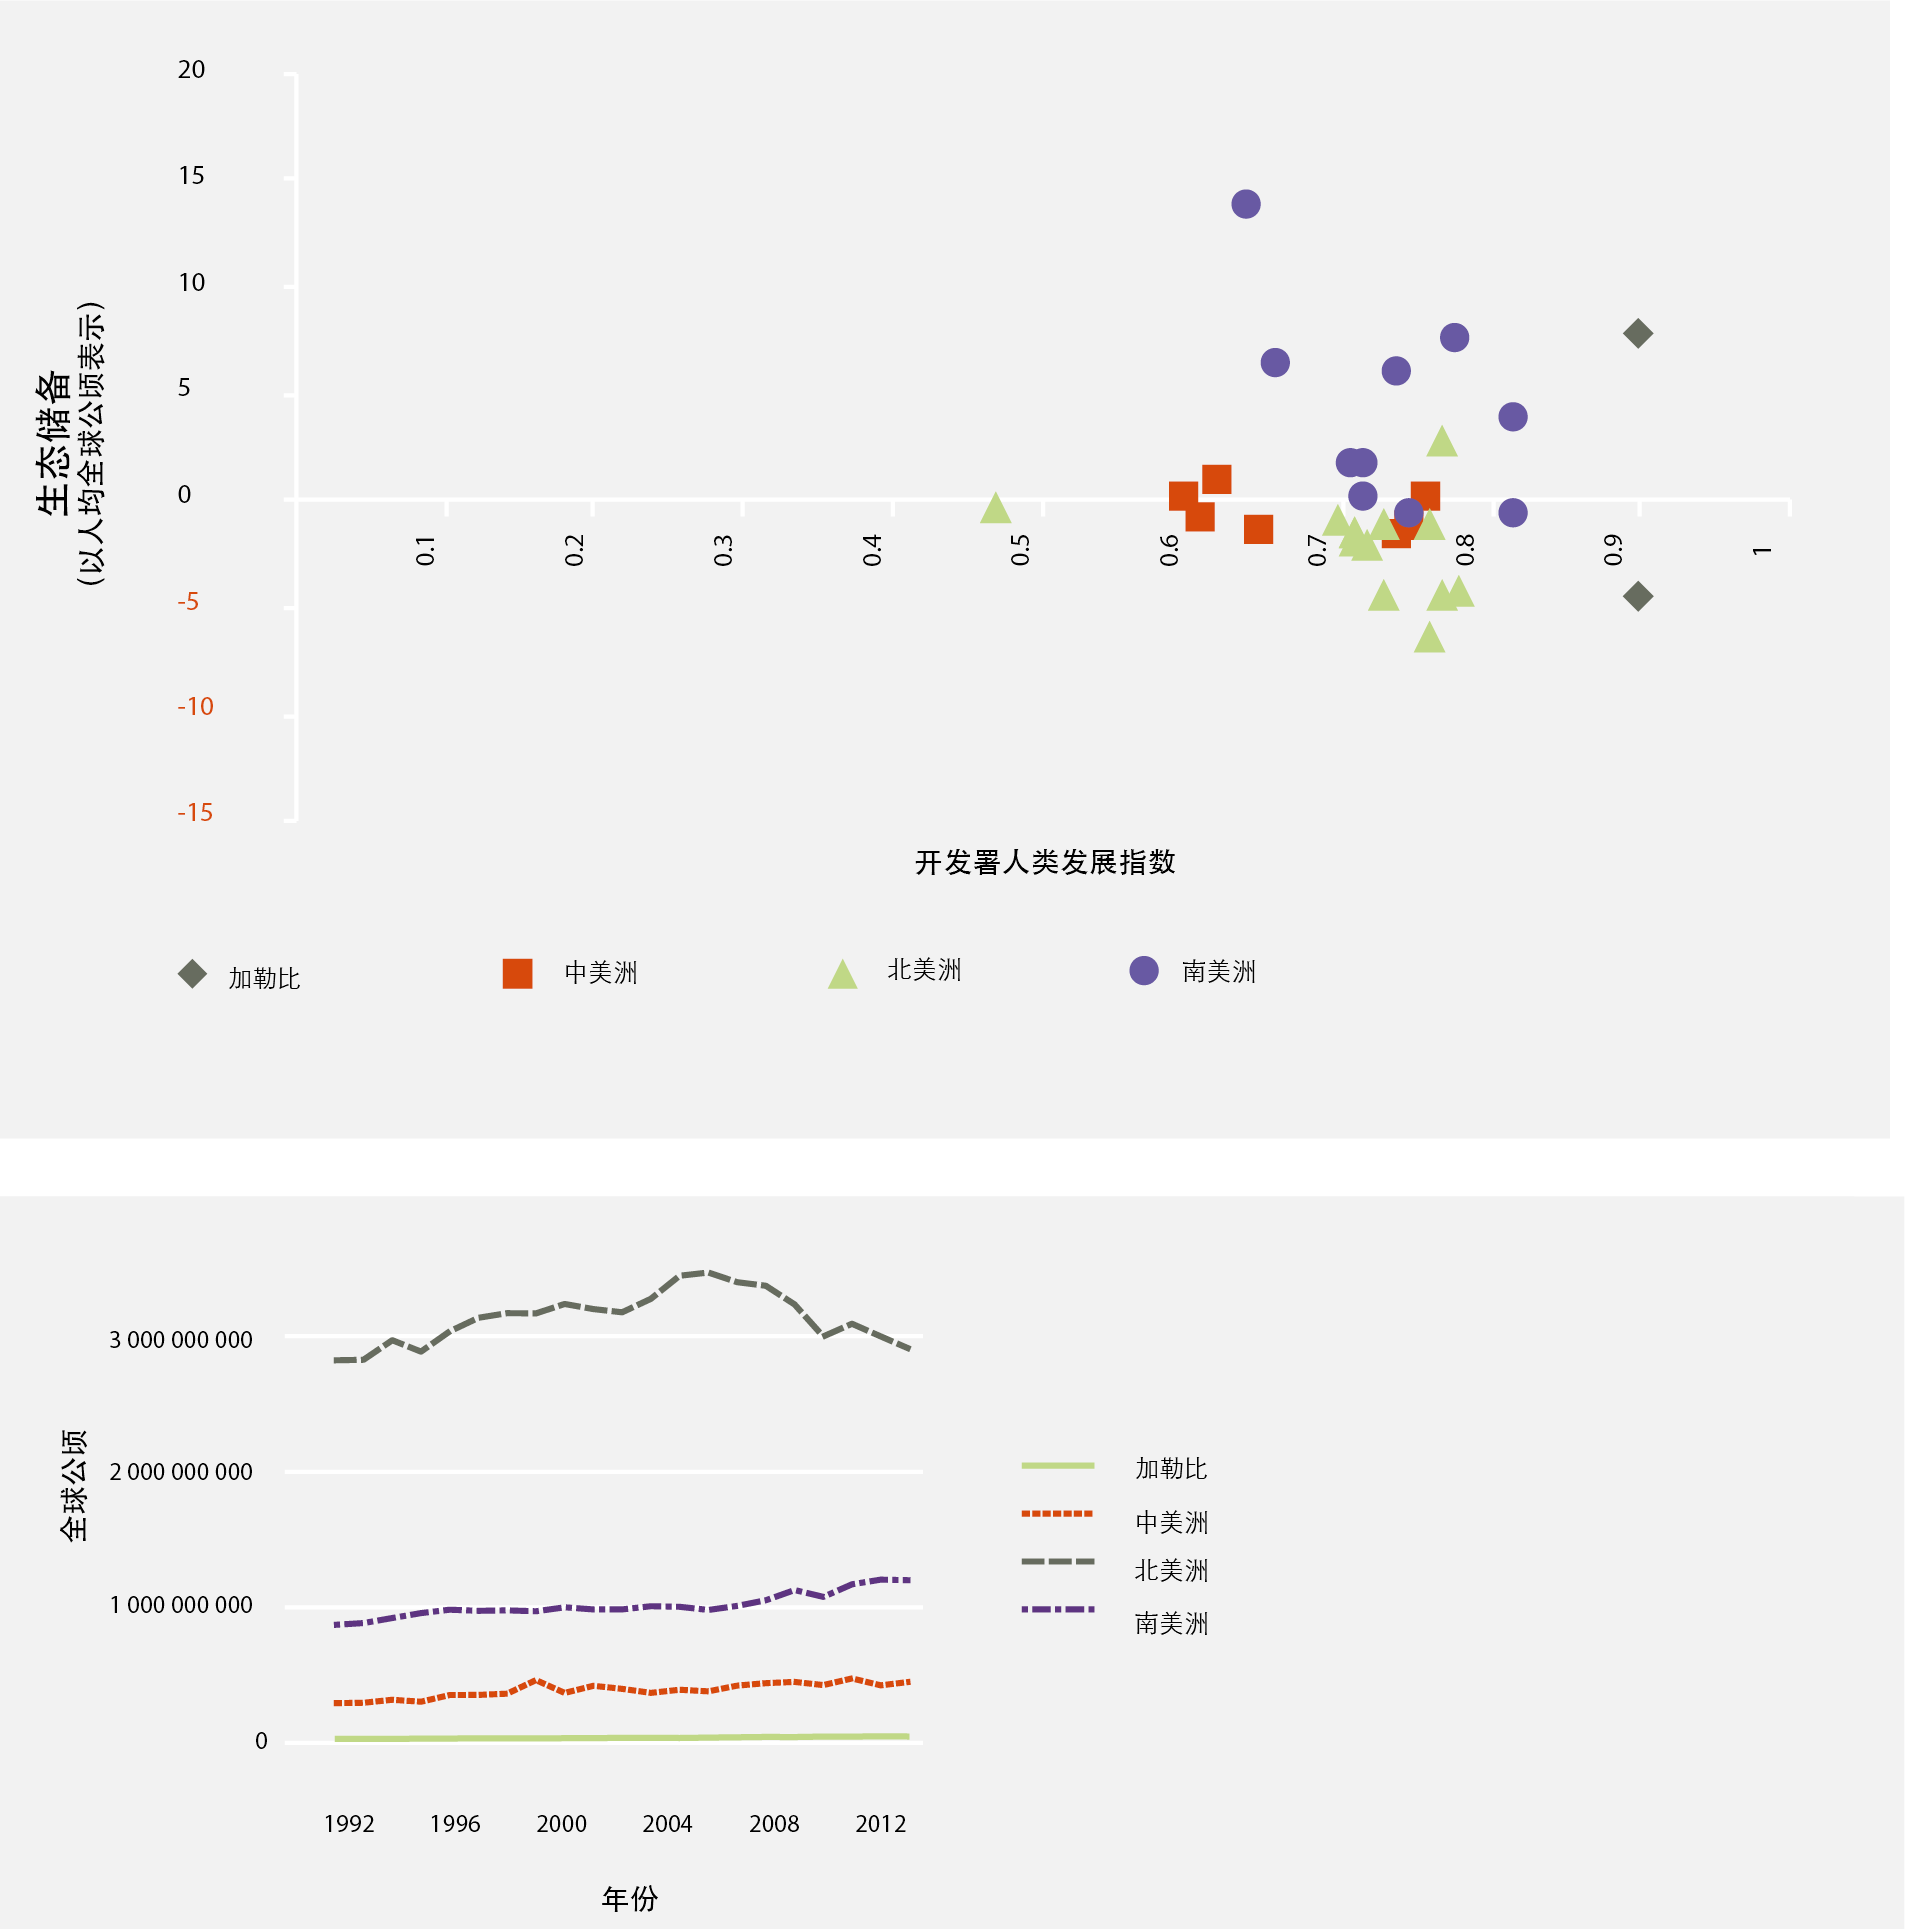 20
15
10
5
0
-5
-10
-15
生态储备
(以人均全球公顷表示)
0.1
0.2
0.3
0.4
0.5
0.6
0.7
0.8
0.9
1
开发署人类发展指数
加勒比
中美洲
北美洲
南美洲
3 000 000 000
2 000 000 000
1 000 000 000
0
全球公顷
1992
1996
2000
2004
2008
2012
年份
加勒比
中美洲
北美洲
南美洲